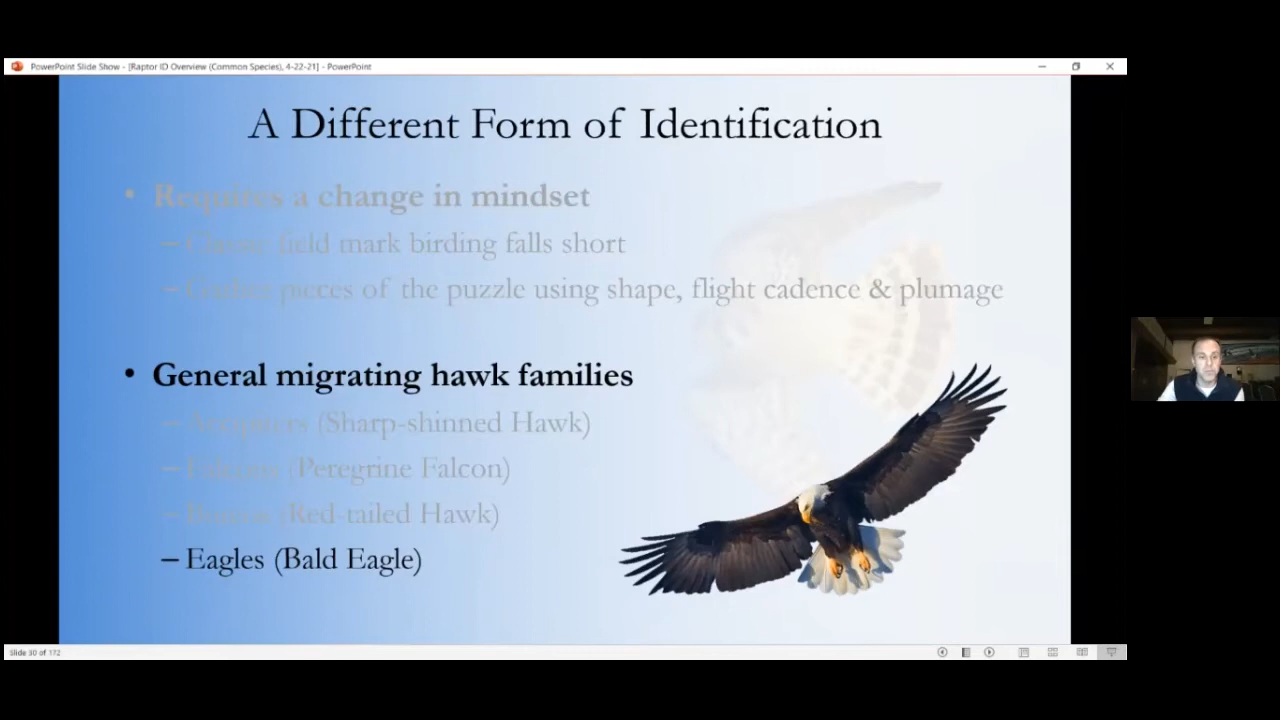 PowerPoint Slide Show - [Raptor ID Overview (Common Species), 4-22-21] - PowerPoint
A Different Form of Identification
• Requires a change in mindset
– Classic field mark birding falls short
– Gather pieces of the puzzle using shape, flight cadence & plumage
• General migrating hawk families
– Accipiters (Sharp-shinned Hawk)
– Falcons (Peregrine Falcon)
– Buteos (Red-tailed Hawk)
– Eagles (Bald Eagle)
Slide 30 of 172